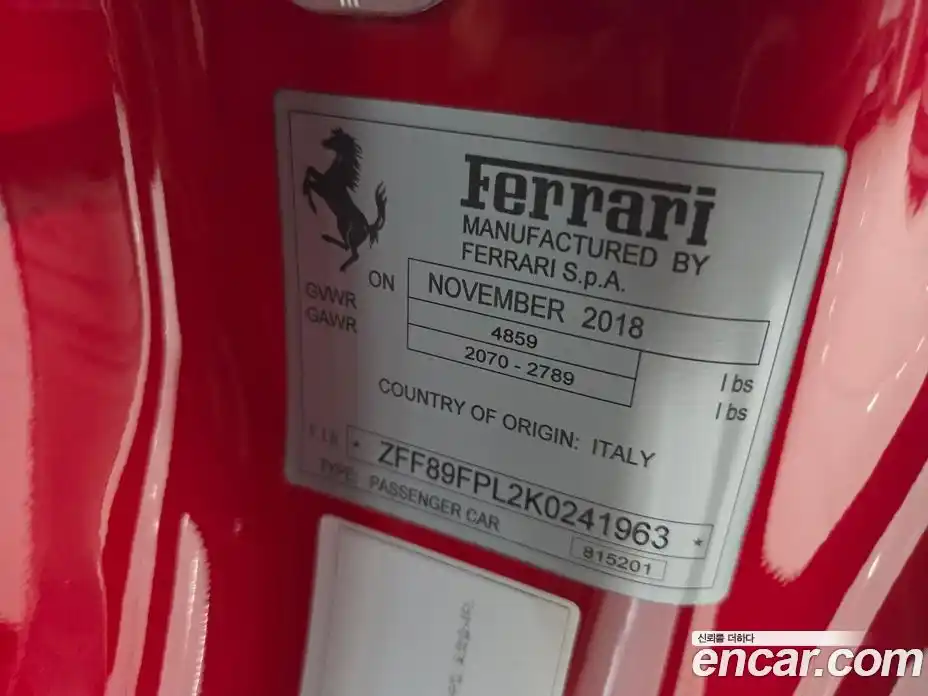 Ferrari
MANUFACTURED BY
FERRARI S.p.A.
ON NOVEMBER 2018
GVWR 4859 lbs
GAWR 2070 - 2789 lbs
COUNTRY OF ORIGIN: ITALY
* ZFF89FPL2K0241963 *
TYPE: PASSENGER CAR
815201
신뢰를 더하다
encar.com